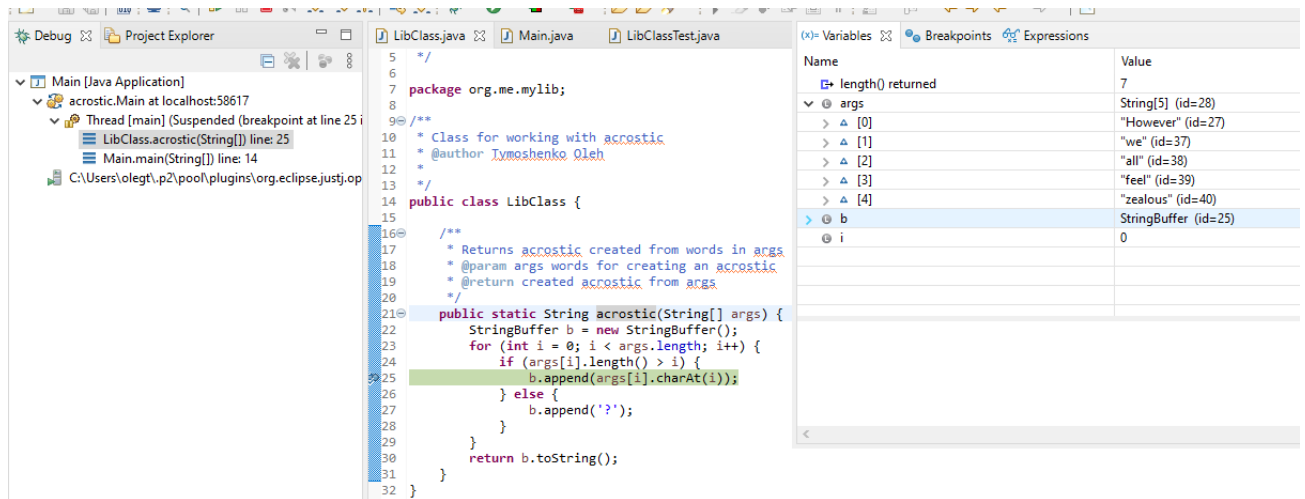 Debug Project Explorer
Main [Java Application]
acrostic.Main at localhost:58617
Thread [main] (Suspended (breakpoint at line 25 i
LibClass.acrostic(String[]) line: 25
Main.main(String[]) line: 14
C:\Users\olegt\.p2\pool\plugins\org.eclipse.justj.op
LibClass.java Main.java LibClassTest.java
5 */
6
7 package org.me.mylib;
8
9 /**
10 * Class for working with acrostic
11 * @author Tymoshenko Oleh
12 *
13 */
14 public class LibClass {
15
16 /**
17 * Returns acrostic created from words in args
18 * @param args words for creating an acrostic
19 * @return created acrostic from args
20 */
21 public static String acrostic(String[] args) {
22 StringBuffer b = new StringBuffer();
23 for (int i = 0; i < args.length; i++) {
24 if (args[i].length() > i) {
25 b.append(args[i].charAt(i));
26 } else {
27 b.append('?');
28 }
29 }
30 return b.toString();
31 }
32 }
(x)= Variables Breakpoints Expressions
Name Value
length() returned 7
args String[5] (id=28)
[0] "However" (id=27)
[1] "we" (id=37)
[2] "all" (id=38)
[3] "feel" (id=39)
[4] "zealous" (id=40)
b StringBuffer (id=25)
i 0